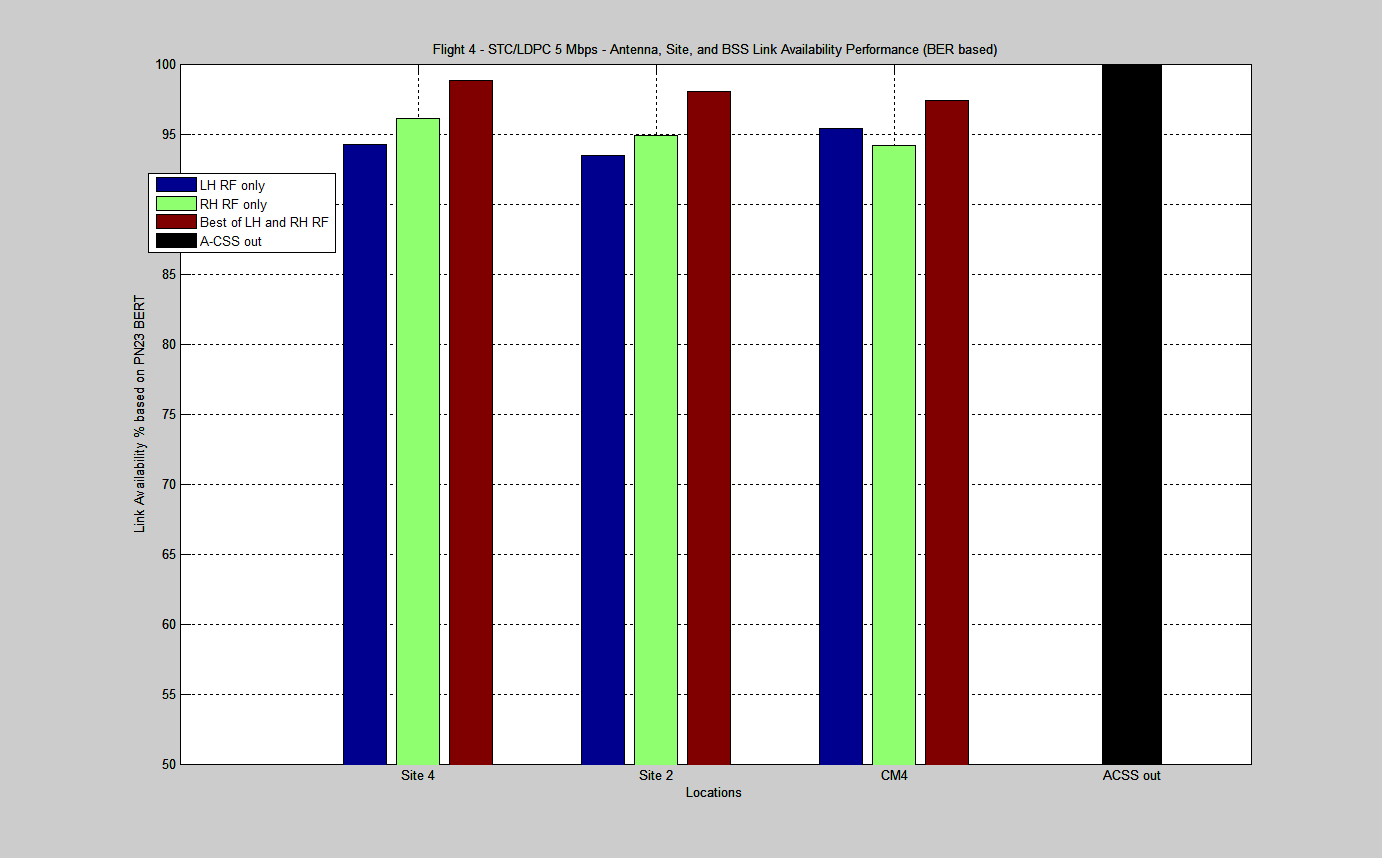 Flight 4 - STC/LDPC 5 Mbps - Antenna, Site, and BSS Link Availability Performance (BER based)
100
95
LH RF only
RH RF only
Best of LH and RH RF
A-CSS out
85
80
75
70
65
60
55
50
Link Availability % based on PN23 BERT
Site 4
Site 2
CM4
ACSS out
Locations